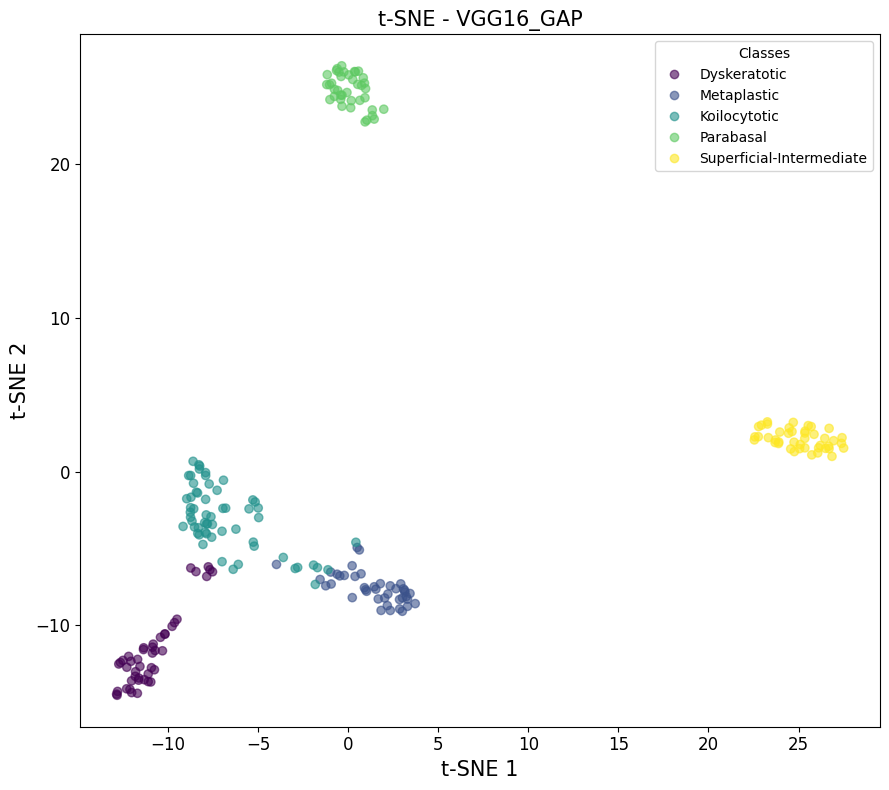 t-SNE - VGG16_GAP
Classes
Dyskeratotic
Metaplastic
Koilocytotic
Parabasal
Superficial-Intermediate
t-SNE 2
20
10
0
−10
−10
−5
0
5
10
15
20
25
t-SNE 1